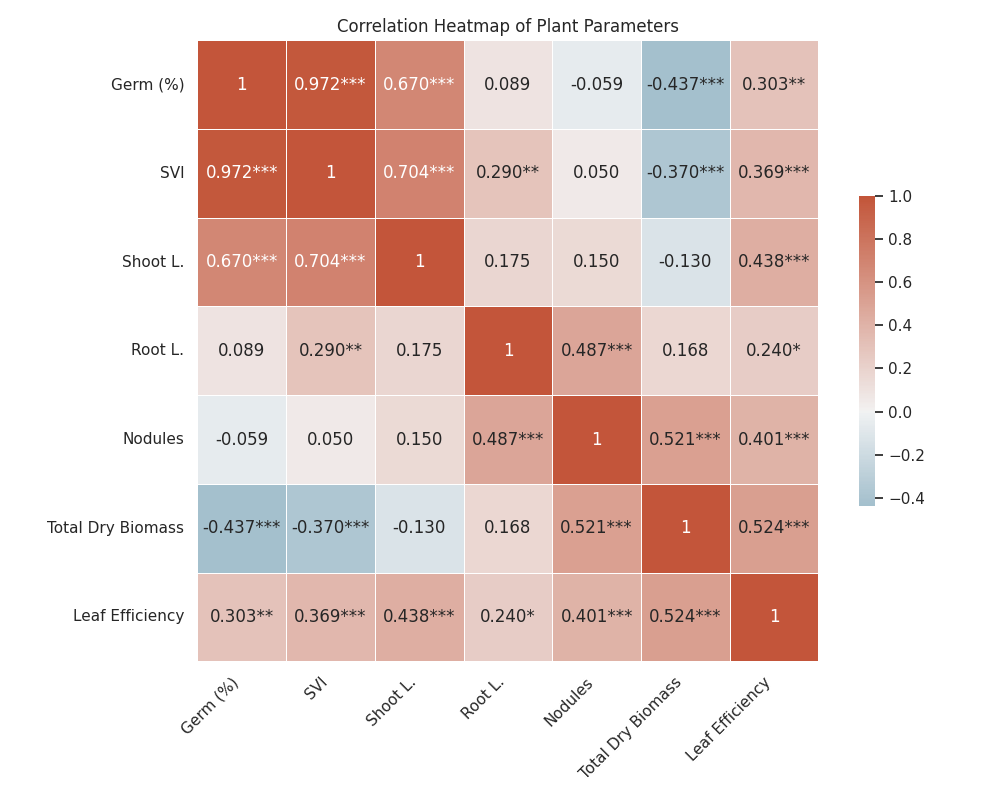 Correlation Heatmap of Plant Parameters
Germ (%) 1 0.972*** 0.670*** 0.089 -0.059 -0.437*** 0.303**
SVI 0.972*** 1 0.704*** 0.290** 0.050 -0.370*** 0.369***
Shoot L. 0.670*** 0.704*** 1 0.175 0.150 -0.130 0.438***
Root L. 0.089 0.290** 0.175 1 0.487*** 0.168 0.240*
Nodules -0.059 0.050 0.150 0.487*** 1 0.521*** 0.401***
Total Dry Biomass -0.437*** -0.370*** -0.130 0.168 0.521*** 1 0.524***
Leaf Efficiency 0.303** 0.369*** 0.438*** 0.240* 0.401*** 0.524*** 1
Germ (%) SVI Shoot L. Root L. Nodules Total Dry Biomass Leaf Efficiency
1.0
0.8
0.6
0.4
0.2
0.0
−0.2
−0.4